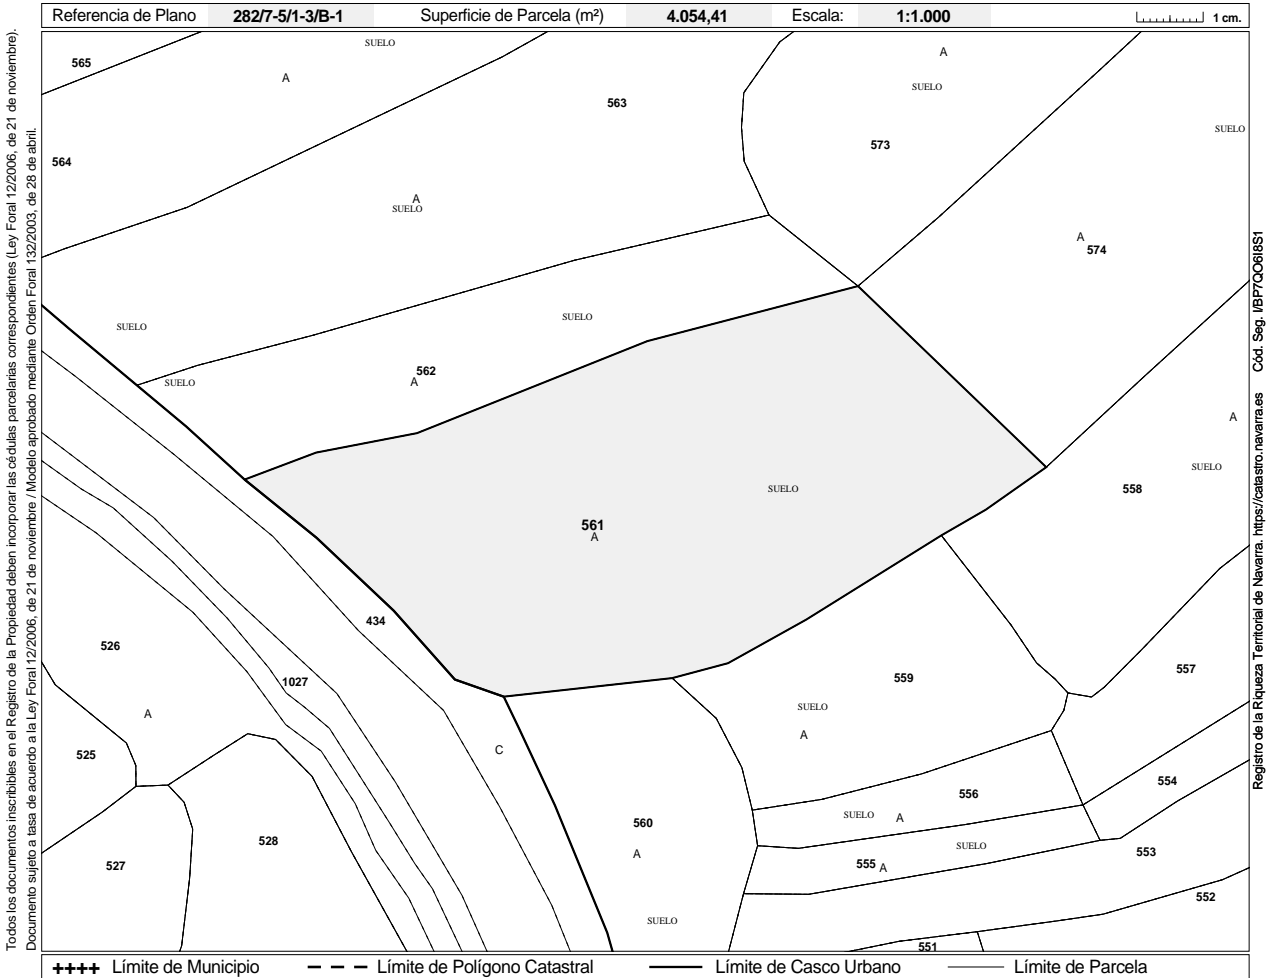 Referencia de Plano 282/7-5/1-3/B-1 Superficie de Parcela (m²) 4.054,41 Escala: 1:1.000 1 cm.
Todos los documentos inscribibles en el Registro de la Propiedad deben incorporar las cédulas parcelarias correspondientes (Ley Foral 12/2006, de 21 de noviembre).
Documento sujeto a tasa de acuerdo a la Ley Foral 12/2006, de 21 de noviembre / Modelo aprobado mediante Orden Foral 132/2003, de 28 de abril.
SUELO
A
565
A
563
SUELO
SUELO
573
564
A
SUELO
A
574
SUELO
SUELO
562
SUELO
A
A
SUELO
SUELO
558
561
A
434
526
557
559
1027
SUELO
A
A
C
525
554
556
SUELO
A
560
528
SUELO
553
A
555
A
527
552
SUELO
551
Registro de la Riqueza Territorial de Navarra. https://catastro.navarra.es Cód. Seg. I/BP7QO6I8S1
++++ Límite de Municipio Límite de Polígono Catastral Límite de Casco Urbano Límite de Parcela